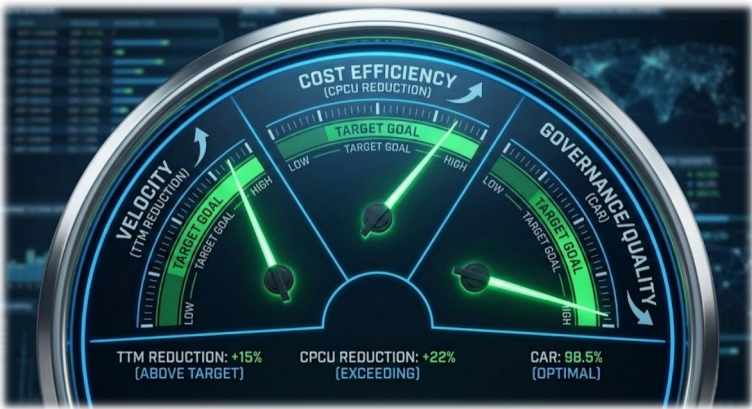 COST EFFICIENCY
(CPCU REDUCTION)
TARGET GOAL
LOW
TARGET GOAL
HIGH
VELOCITY
(TTM REDUCTION)
TARGET GOAL
TARGET GOAL
LOW
HIGH
GOVERNANCE/QUALITY
(CAR)
LOW
TARGET GOAL
TARGET GOAL
HIGH
TTM REDUCTION: +15%
(ABOVE TARGET)
CPCU REDUCTION: +22%
(EXCEEDING)
CAR: 98.5%
(OPTIMAL)